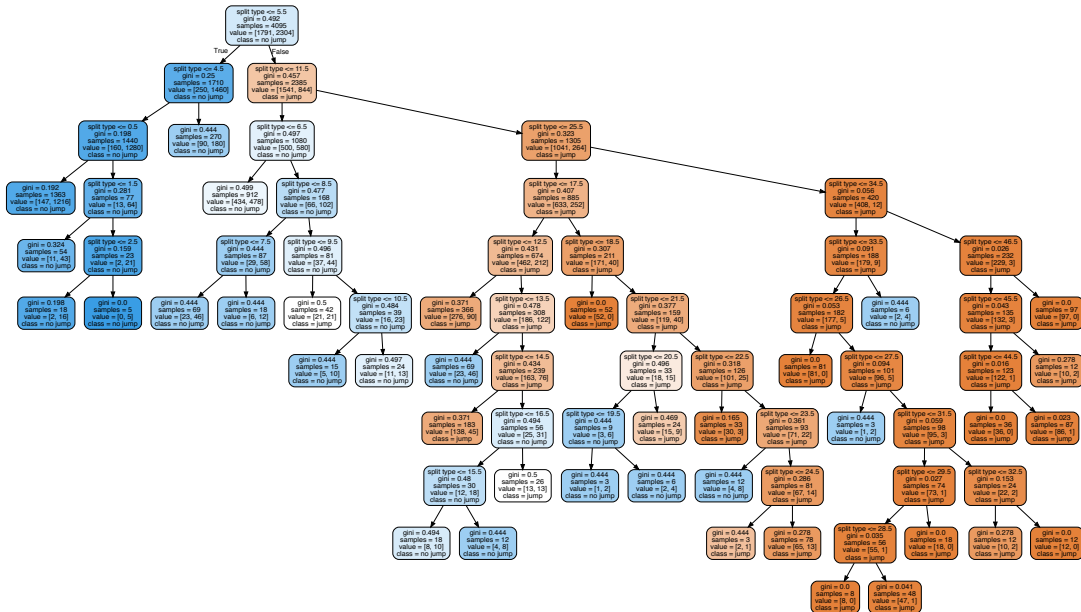 split type <= 5.5
gini = 0.492
samples = 4095
value = [1791, 2304]
class = no jump
True
False
split type <= 4.5
gini = 0.25
samples = 1710
value = [250, 1460]
class = no jump
split type <= 11.5
gini = 0.457
samples = 2385
value = [1541, 844]
class = jump
split type <= 0.5
gini = 0.198
samples = 1440
value = [160, 1280]
class = no jump
gini = 0.444
samples = 270
value = [90, 180]
class = no jump
split type <= 6.5
gini = 0.497
samples = 1080
value = [500, 580]
class = no jump
split type <= 25.5
gini = 0.323
samples = 1305
value = [1041, 264]
class = jump
gini = 0.192
samples = 1363
value = [147, 1216]
class = no jump
split type <= 1.5
gini = 0.281
samples = 77
value = [13, 64]
class = no jump
gini = 0.499
samples = 912
value = [434, 478]
class = no jump
split type <= 8.5
gini = 0.477
samples = 168
value = [66, 102]
class = no jump
split type <= 17.5
gini = 0.407
samples = 885
value = [633, 252]
class = jump
split type <= 34.5
gini = 0.056
samples = 420
value = [408, 12]
class = jump
gini = 0.324
samples = 54
value = [11, 43]
class = no jump
split type <= 2.5
gini = 0.159
samples = 23
value = [2, 21]
class = no jump
split type <= 7.5
gini = 0.444
samples = 87
value = [29, 58]
class = no jump
split type <= 9.5
gini = 0.496
samples = 81
value = [37, 44]
class = no jump
split type <= 12.5
gini = 0.431
samples = 674
value = [462, 212]
class = jump
split type <= 18.5
gini = 0.307
samples = 211
value = [171, 40]
class = jump
split type <= 33.5
gini = 0.091
samples = 188
value = [179, 9]
class = jump
split type <= 46.5
gini = 0.026
samples = 232
value = [229, 3]
class = jump
gini = 0.198
samples = 18
value = [2, 16]
class = no jump
gini = 0.0
samples = 5
value = [0, 5]
class = no jump
gini = 0.444
samples = 69
value = [23, 46]
class = no jump
gini = 0.444
samples = 18
value = [6, 12]
class = no jump
gini = 0.5
samples = 42
value = [21, 21]
class = jump
split type <= 10.5
gini = 0.484
samples = 39
value = [16, 23]
class = no jump
gini = 0.371
samples = 366
value = [276, 90]
class = jump
split type <= 13.5
gini = 0.478
samples = 308
value = [186, 122]
class = jump
gini = 0.0
samples = 52
value = [52, 0]
class = jump
split type <= 21.5
gini = 0.377
samples = 159
value = [119, 40]
class = jump
split type <= 26.5
gini = 0.053
samples = 182
value = [177, 5]
class = jump
gini = 0.444
samples = 6
value = [2, 4]
class = no jump
split type <= 45.5
gini = 0.043
samples = 135
value = [132, 3]
class = jump
gini = 0.0
samples = 97
value = [97, 0]
class = jump
gini = 0.444
samples = 15
value = [5, 10]
class = no jump
gini = 0.497
samples = 24
value = [11, 13]
class = no jump
gini = 0.444
samples = 69
value = [23, 46]
class = no jump
split type <= 14.5
gini = 0.434
samples = 239
value = [163, 76]
class = jump
split type <= 20.5
gini = 0.496
samples = 33
value = [18, 15]
class = jump
split type <= 22.5
gini = 0.318
samples = 126
value = [101, 25]
class = jump
gini = 0.0
samples = 81
value = [81, 0]
class = jump
split type <= 27.5
gini = 0.094
samples = 101
value = [96, 5]
class = jump
split type <= 44.5
gini = 0.016
samples = 123
value = [122, 1]
class = jump
gini = 0.278
samples = 12
value = [10, 2]
class = jump
gini = 0.371
samples = 183
value = [138, 45]
class = jump
split type <= 16.5
gini = 0.494
samples = 56
value = [25, 31]
class = no jump
split type <= 19.5
gini = 0.444
samples = 9
value = [3, 6]
class = no jump
gini = 0.469
samples = 24
value = [15, 9]
class = jump
gini = 0.165
samples = 33
value = [30, 3]
class = jump
split type <= 23.5
gini = 0.361
samples = 93
value = [71, 22]
class = jump
gini = 0.444
samples = 3
value = [1, 2]
class = no jump
split type <= 31.5
gini = 0.059
samples = 98
value = [95, 3]
class = jump
gini = 0.0
samples = 36
value = [36, 0]
class = jump
gini = 0.023
samples = 87
value = [86, 1]
class = jump
split type <= 15.5
gini = 0.48
samples = 30
value = [12, 18]
class = no jump
gini = 0.5
samples = 26
value = [13, 13]
class = jump
gini = 0.444
samples = 3
value = [1, 2]
class = no jump
gini = 0.444
samples = 6
value = [2, 4]
class = no jump
gini = 0.444
samples = 12
value = [4, 8]
class = no jump
split type <= 24.5
gini = 0.286
samples = 81
value = [67, 14]
class = jump
split type <= 29.5
gini = 0.027
samples = 74
value = [73, 1]
class = jump
split type <= 32.5
gini = 0.153
samples = 24
value = [22, 2]
class = jump
gini = 0.494
samples = 18
value = [8, 10]
class = no jump
gini = 0.444
samples = 12
value = [4, 8]
class = no jump
gini = 0.444
samples = 3
value = [2, 1]
class = jump
gini = 0.278
samples = 78
value = [65, 13]
class = jump
split type <= 28.5
gini = 0.035
samples = 56
value = [55, 1]
class = jump
gini = 0.0
samples = 18
value = [18, 0]
class = jump
gini = 0.278
samples = 12
value = [10, 2]
class = jump
gini = 0.0
samples = 12
value = [12, 0]
class = jump
gini = 0.0
samples = 8
value = [8, 0]
class = jump
gini = 0.041
samples = 48
value = [47, 1]
class = jump